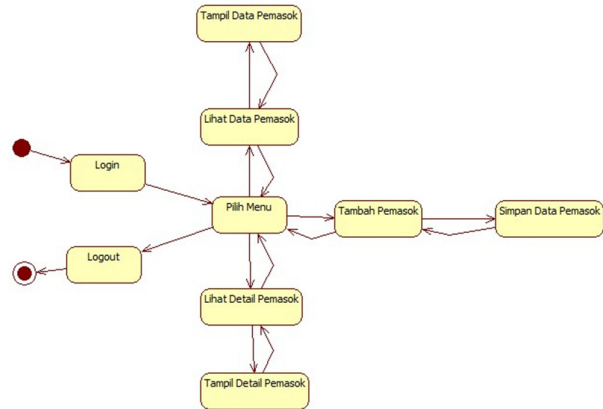 Tampil Data Pemasok
Lihat Data Pemasok
Login
Pilih Menu
Tambah Pemasok
Simpan Data Pemasok
Logout
Lihat Detail Pemasok
Tampil Detail Pemasok